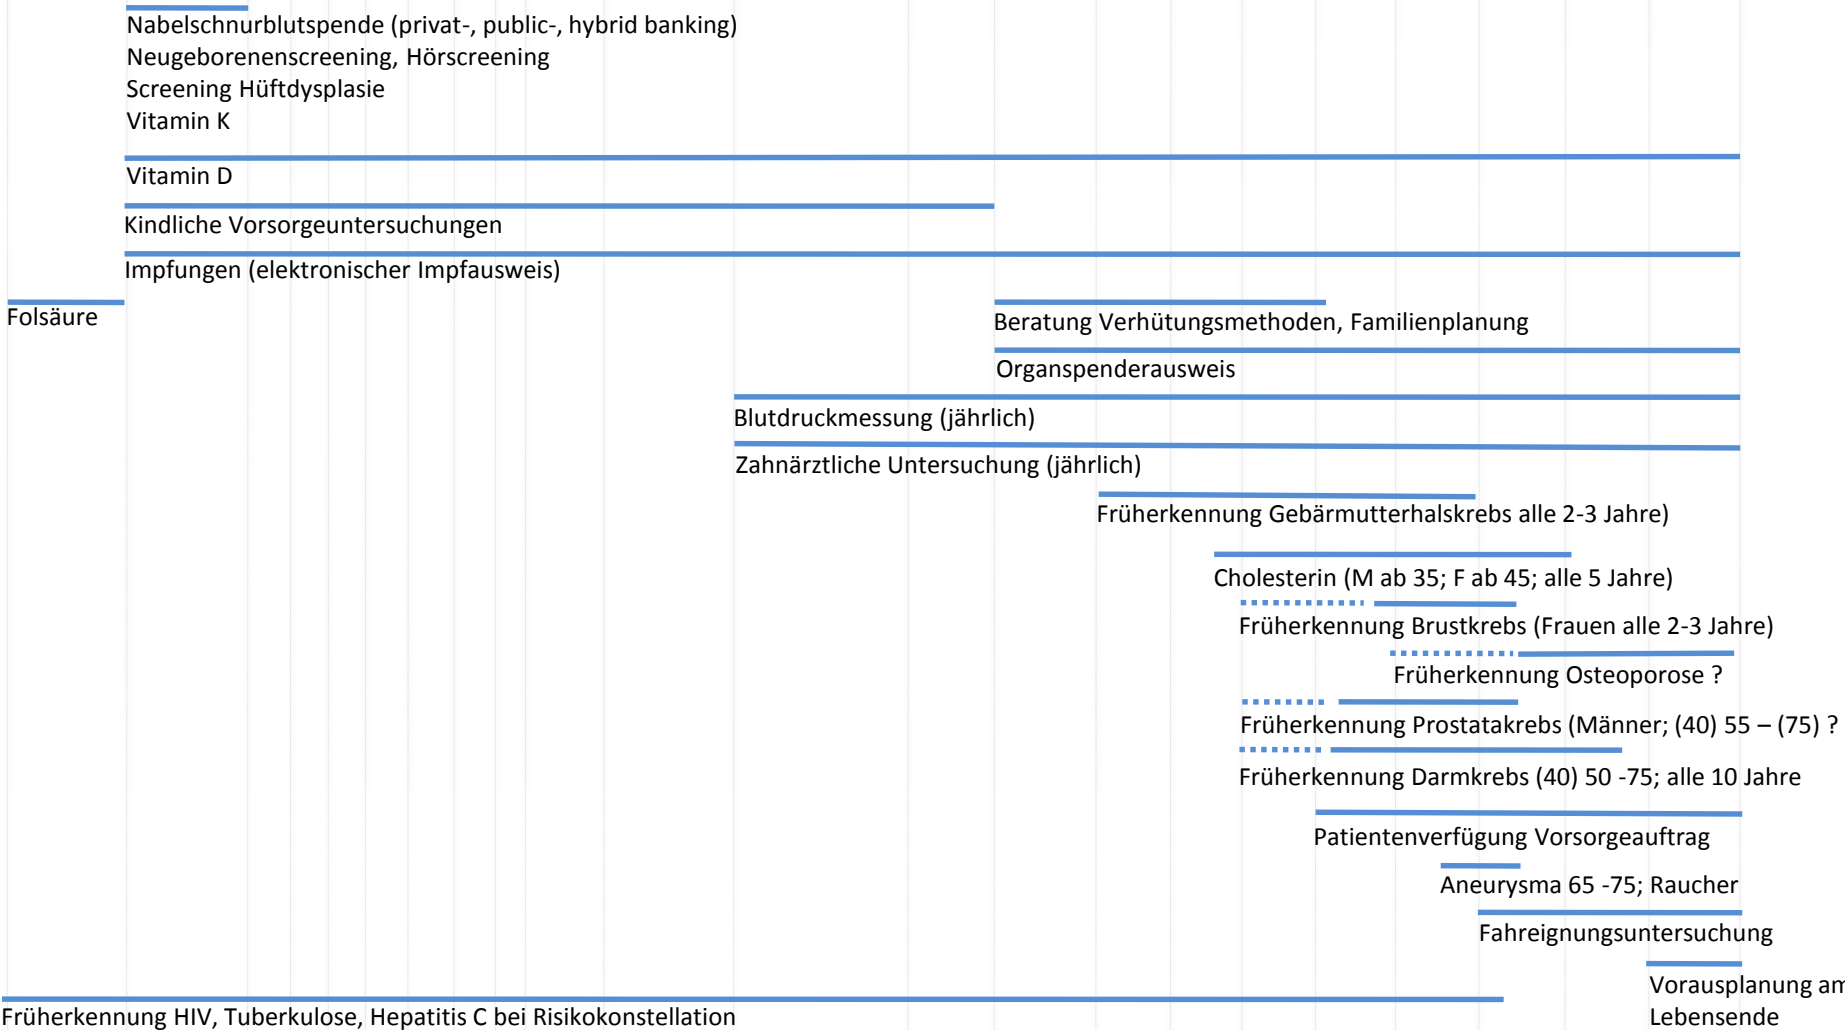 Nabelschnurblutspende (privat-, public-, hybrid banking)
Neugeborenenscreening, Hörscreening
Screening Hüftdysplasie
Vitamin K
Vitamin D
Kindliche Vorsorgeuntersuchungen
Impfungen (elektronischer Impfausweis)
Folsäure
Beratung Verhütungsmethoden, Familienplanung
Organspenderausweis
Blutdruckmessung (jährlich)
Zahnärztliche Untersuchung (jährlich)
Früherkennung Gebärmutterhalskrebs alle 2-3 Jahre)
Cholesterin (M ab 35; F ab 45; alle 5 Jahre)
Früherkennung Brustkrebs (Frauen alle 2-3 Jahre)
Früherkennung Osteoporose ?
Früherkennung Prostatakrebs (Männer; (40) 55 – (75) ?
Früherkennung Darmkrebs (40) 50 -75; alle 10 Jahre
Patientenverfügung Vorsorgeauftrag
Aneurysma 65 -75; Raucher
Fahreignungsuntersuchung
Vorausplanung am
Lebensende
Früherkennung HIV, Tuberkulose, Hepatitis C bei Risikokonstellation